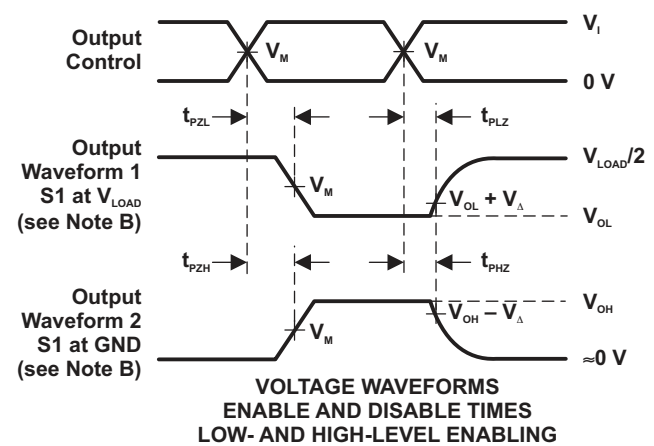 Output
Control
V_M
V_M
V_I
0 V
t_PZL
t_PLZ
Output
Waveform 1
S1 at V_LOAD
(see Note B)
V_M
V_OL + V_Δ
V_LOAD/2
V_OL
t_PZH
t_PHZ
Output
Waveform 2
S1 at GND
(see Note B)
V_M
V_OH – V_Δ
V_OH
≈0 V
VOLTAGE WAVEFORMS
ENABLE AND DISABLE TIMES
LOW- AND HIGH-LEVEL ENABLING